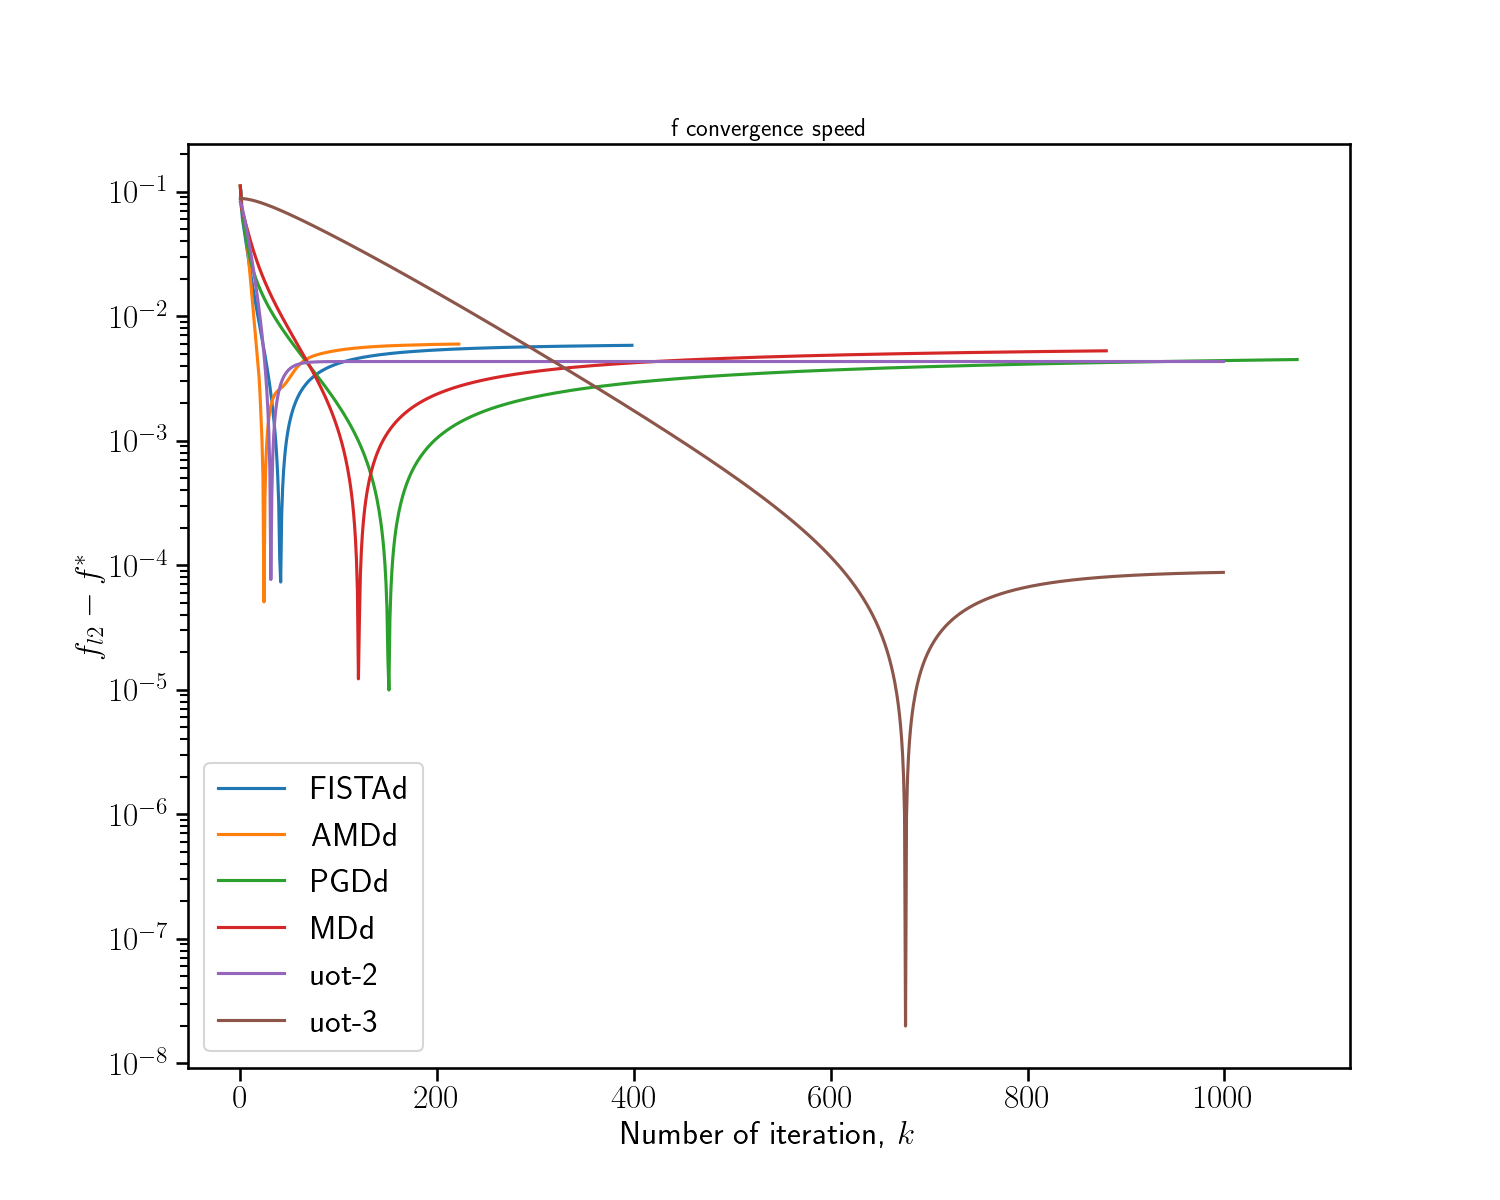 f convergence speed
10⁻¹
10⁻²
10⁻³
10⁻⁴
10⁻⁵
10⁻⁶
10⁻⁷
10⁻⁸
f_{l2} − f*
FISTAd
AMDd
PGDd
MDd
uot-2
uot-3
0 200 400 600 800 1000
Number of iteration, k